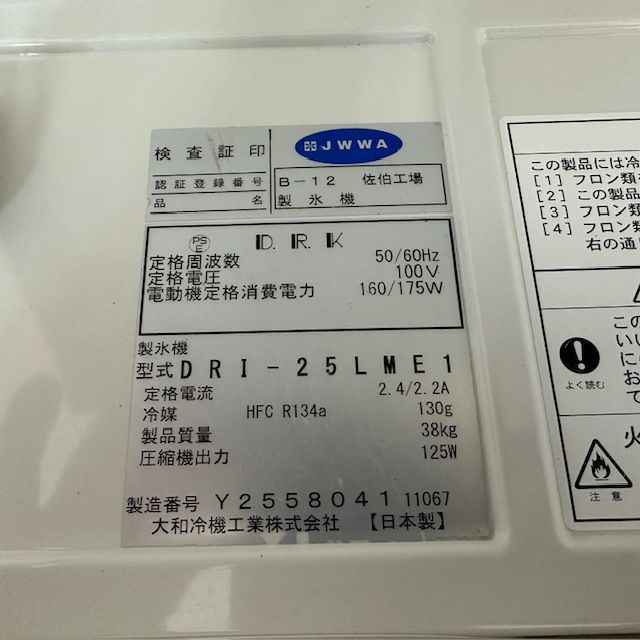 検査証印
JWWA
認証登録番号 B-12 佐伯工場
品名 製氷機
PSE D.R.K
定格周波数 50/60Hz
定格電圧 100V
電動機定格消費電力 160/175W
製氷機
型式 DRI-25LME1
定格電流 2.4/2.2A
冷媒 HFC R134a 130g
製品質量 38kg
圧縮機出力 125W
製造番号 Y2558041 11067
大和冷機工業株式会社 【日本製】
この製品には冷
[1] フロン類
[2] この製品
[3] フロン類
[4] フロン類
右の通
この
いい
に
お
て
よく読む
火
注意